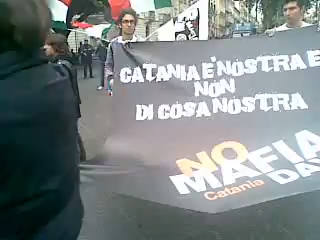 CATANIA E' NOSTRA E
NON
DI COSA NOSTRA
NO
MAFIA
Catania DAY